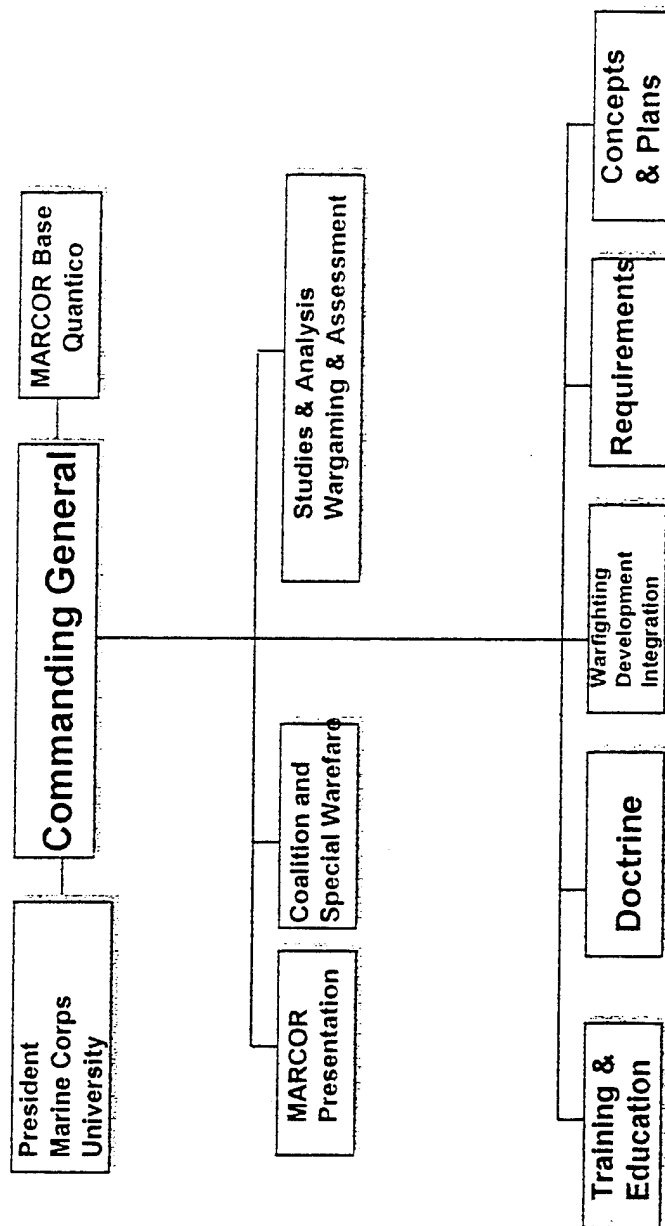 President
Marine Corps
University
Commanding General
MARCOR Base
Quantico
MARCOR
Presentation
Coalition and
Special Warefare
Studies & Analysis
Wargaming & Assessment
Training &
Education
Doctrine
Warfighting
Development
Integration
Requirements
Concepts
& Plans